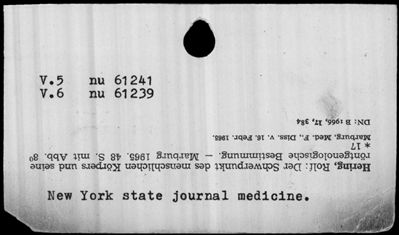 V.5 nu 61241
V.6 nu 61239
New York state journal medicine.
Hering, Rolf: Der Schwerpunkt des menschlichen Körpers und seine
röntgenologische Bestimmung. — Marburg 1965. 48 S. mit Abb. 8°
* 17
Marburg, Med. F., Diss. v. 16. Febr. 1965.
DN: B 1966, 17, 384